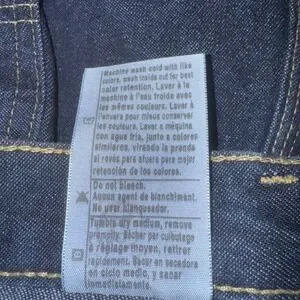 Machine wash cold with like
colors, wash inside out for best
color retention. Laver à la
machine à l'eau froide avec
les mêmes couleurs. Laver à
l'envers pour mieux conserver
les couleurs. Lavar a máquina
con agua fría, junto a colores
similares, virando la prenda
al revés para afuera para mejor
retención de los colores.
Do not bleach.
Aucun agent de blanchiment.
No usar blanqueador.
Tumble dry medium, remove
promptly. Sécher par culbutage
à réglage moyen, retirer
rapidement. Secar en secadora
en ciclo medio, y sacar
inmediatamente.